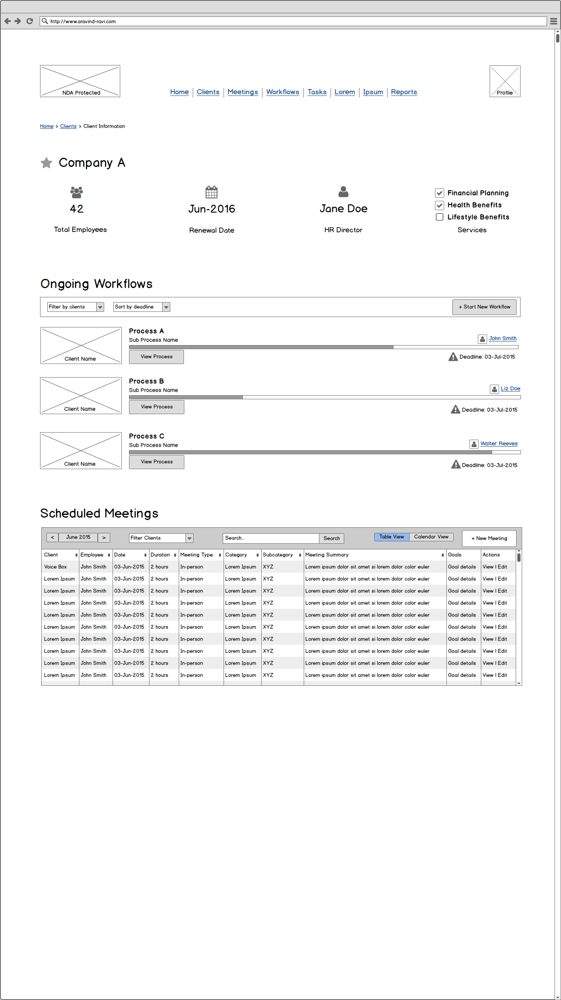 http://www.aravind-ravi.com
NDA Protected
Home Clients Meetings Workflows Tasks Lorem Ipsum Reports
Profile
Home > Clients > Client Information
Company A
42
Total Employees
Jun-2016
Renewal Date
Jane Doe
HR Director
Financial Planning
Health Benefits
Lifestyle Benefits
Services
Ongoing Workflows
Filter by clients Sort by deadline + Start New Workflow
Client Name
Process A
Sub Process Name
John Smith
View Process
Deadline: 03-Jul-2015
Client Name
Process B
Sub Process Name
Liz Doe
View Process
Deadline: 03-Jul-2015
Client Name
Process C
Sub Process Name
Walter Reeves
View Process
Deadline: 03-Jul-2015
Scheduled Meetings
< June 2015 > Filter Clients Search... Search Table View Calendar View + New Meeting
Client Employee Date Duration Meeting Type Category Subcategory Meeting Summary Goals Actions
Voice Box John Smith 03-Jun-2015 2 hours In-person Lorem Ipsum XYZ Lorem ipsum dolor sit amet si lorem dolor color euler Goal details View | Edit
Lorem Ipsum John Smith 03-Jun-2015 2 hours In-person Lorem Ipsum XYZ Lorem ipsum dolor sit amet si lorem dolor color euler Goal details View | Edit
Lorem Ipsum John Smith 03-Jun-2015 2 hours In-person Lorem Ipsum XYZ Lorem ipsum dolor sit amet si lorem dolor color euler Goal details View | Edit
Lorem Ipsum John Smith 03-Jun-2015 2 hours In-person Lorem Ipsum XYZ Lorem ipsum dolor sit amet si lorem dolor color euler Goal details View | Edit
Lorem Ipsum John Smith 03-Jun-2015 2 hours In-person Lorem Ipsum XYZ Lorem ipsum dolor sit amet si lorem dolor color euler Goal details View | Edit
Lorem Ipsum John Smith 03-Jun-2015 2 hours In-person Lorem Ipsum XYZ Lorem ipsum dolor sit amet si lorem dolor color euler Goal details View | Edit
Lorem Ipsum John Smith 03-Jun-2015 2 hours In-person Lorem Ipsum XYZ Lorem ipsum dolor sit amet si lorem dolor color euler Goal details View | Edit
Lorem Ipsum John Smith 03-Jun-2015 2 hours In-person Lorem Ipsum XYZ Lorem ipsum dolor sit amet si lorem dolor color euler Goal details View | Edit
Lorem Ipsum John Smith 03-Jun-2015 2 hours In-person Lorem Ipsum XYZ Lorem ipsum dolor sit amet si lorem dolor color euler Goal details View | Edit
Lorem Ipsum John Smith 03-Jun-2015 2 hours In-person Lorem Ipsum XYZ Lorem ipsum dolor sit amet si lorem dolor color euler Goal details View | Edit